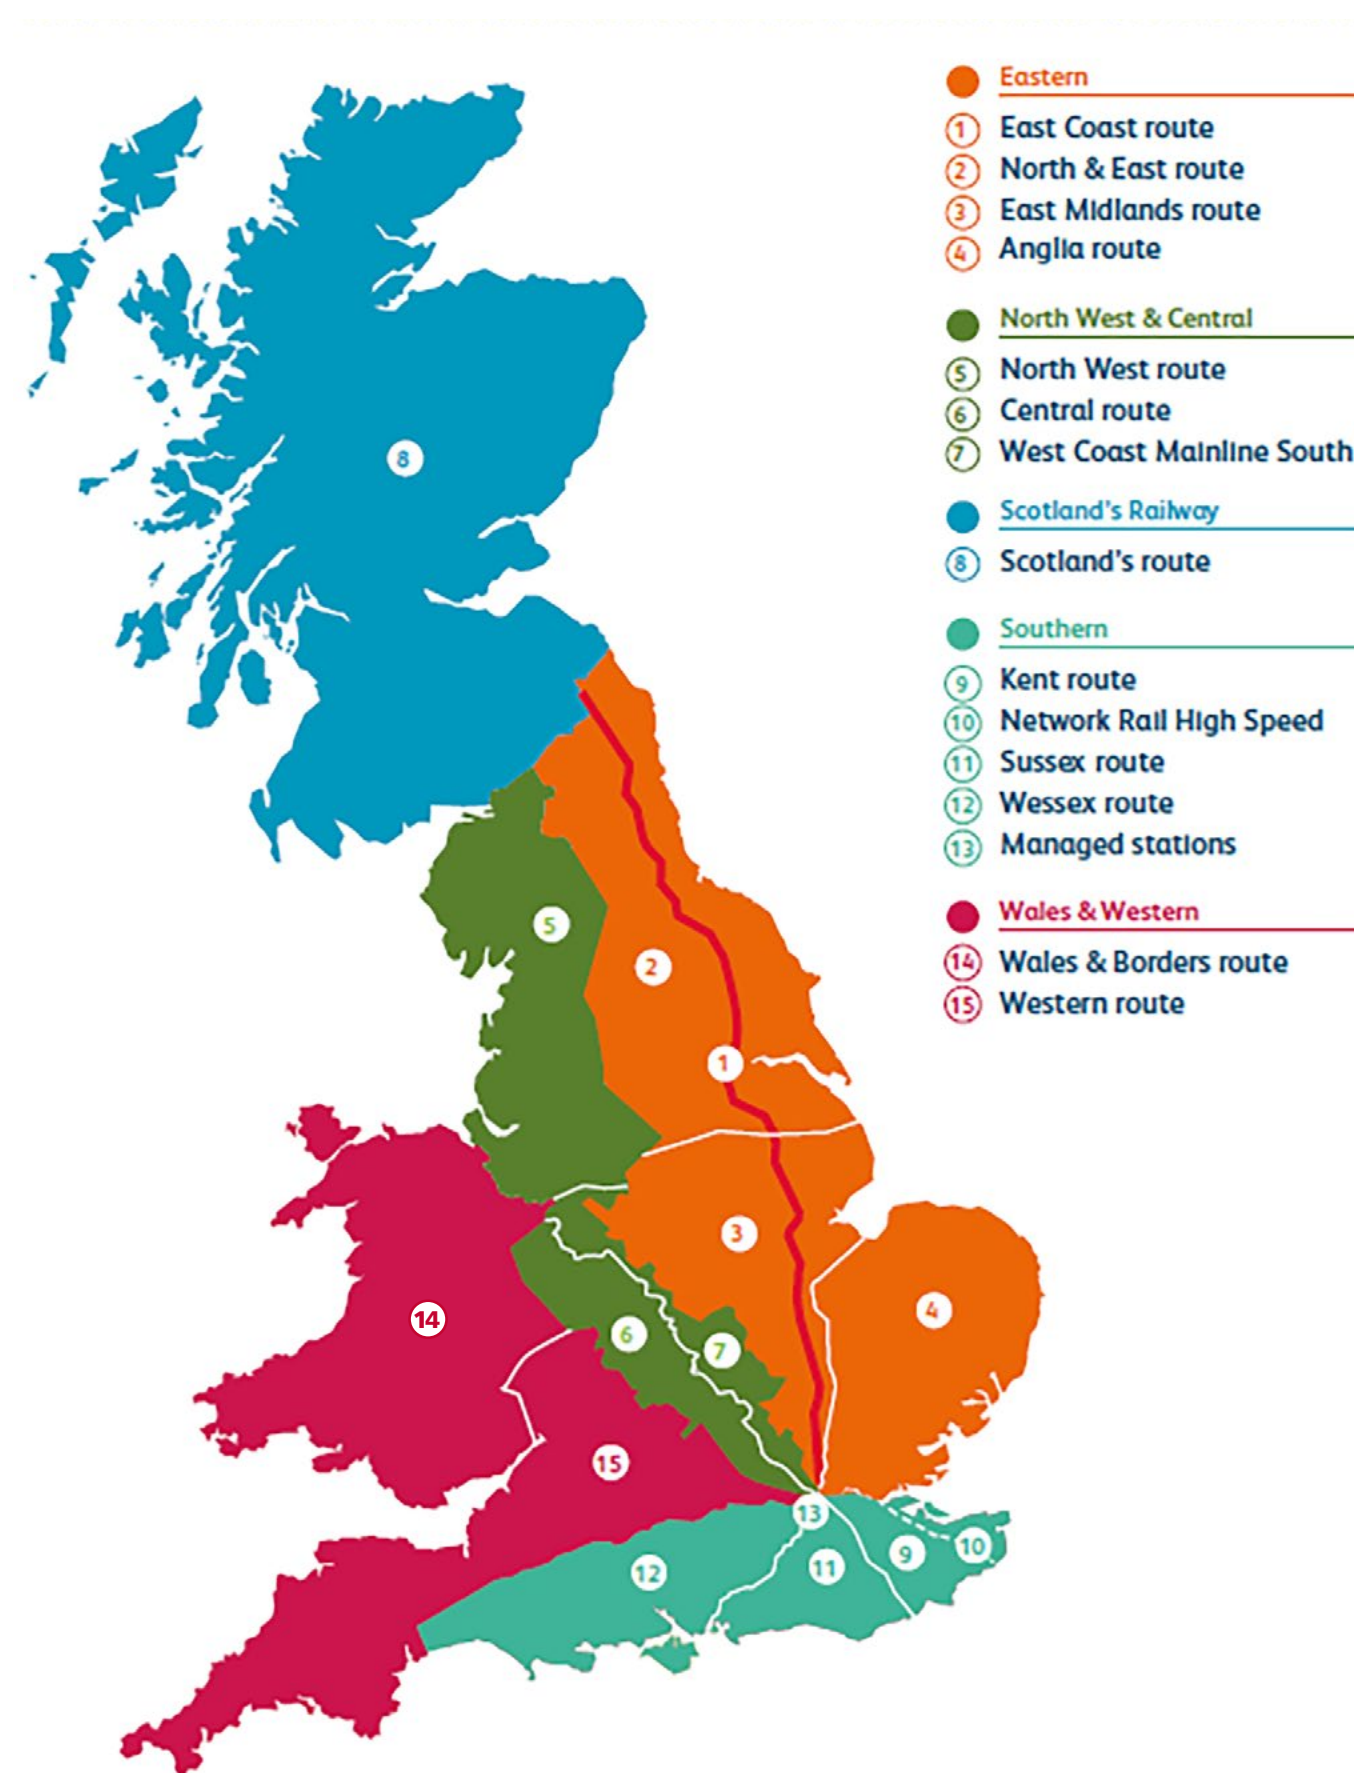 Eastern
1 East Coast route
2 North & East route
3 East Midlands route
4 Anglia route
North West & Central
5 North West route
6 Central route
7 West Coast Mainline South
Scotland's Railway
8 Scotland's route
Southern
9 Kent route
10 Network Rail High Speed
11 Sussex route
12 Wessex route
13 Managed stations
Wales & Western
14 Wales & Borders route
15 Western route
8
5
2
1
3
4
14
6
7
15
13
12
11
9
10